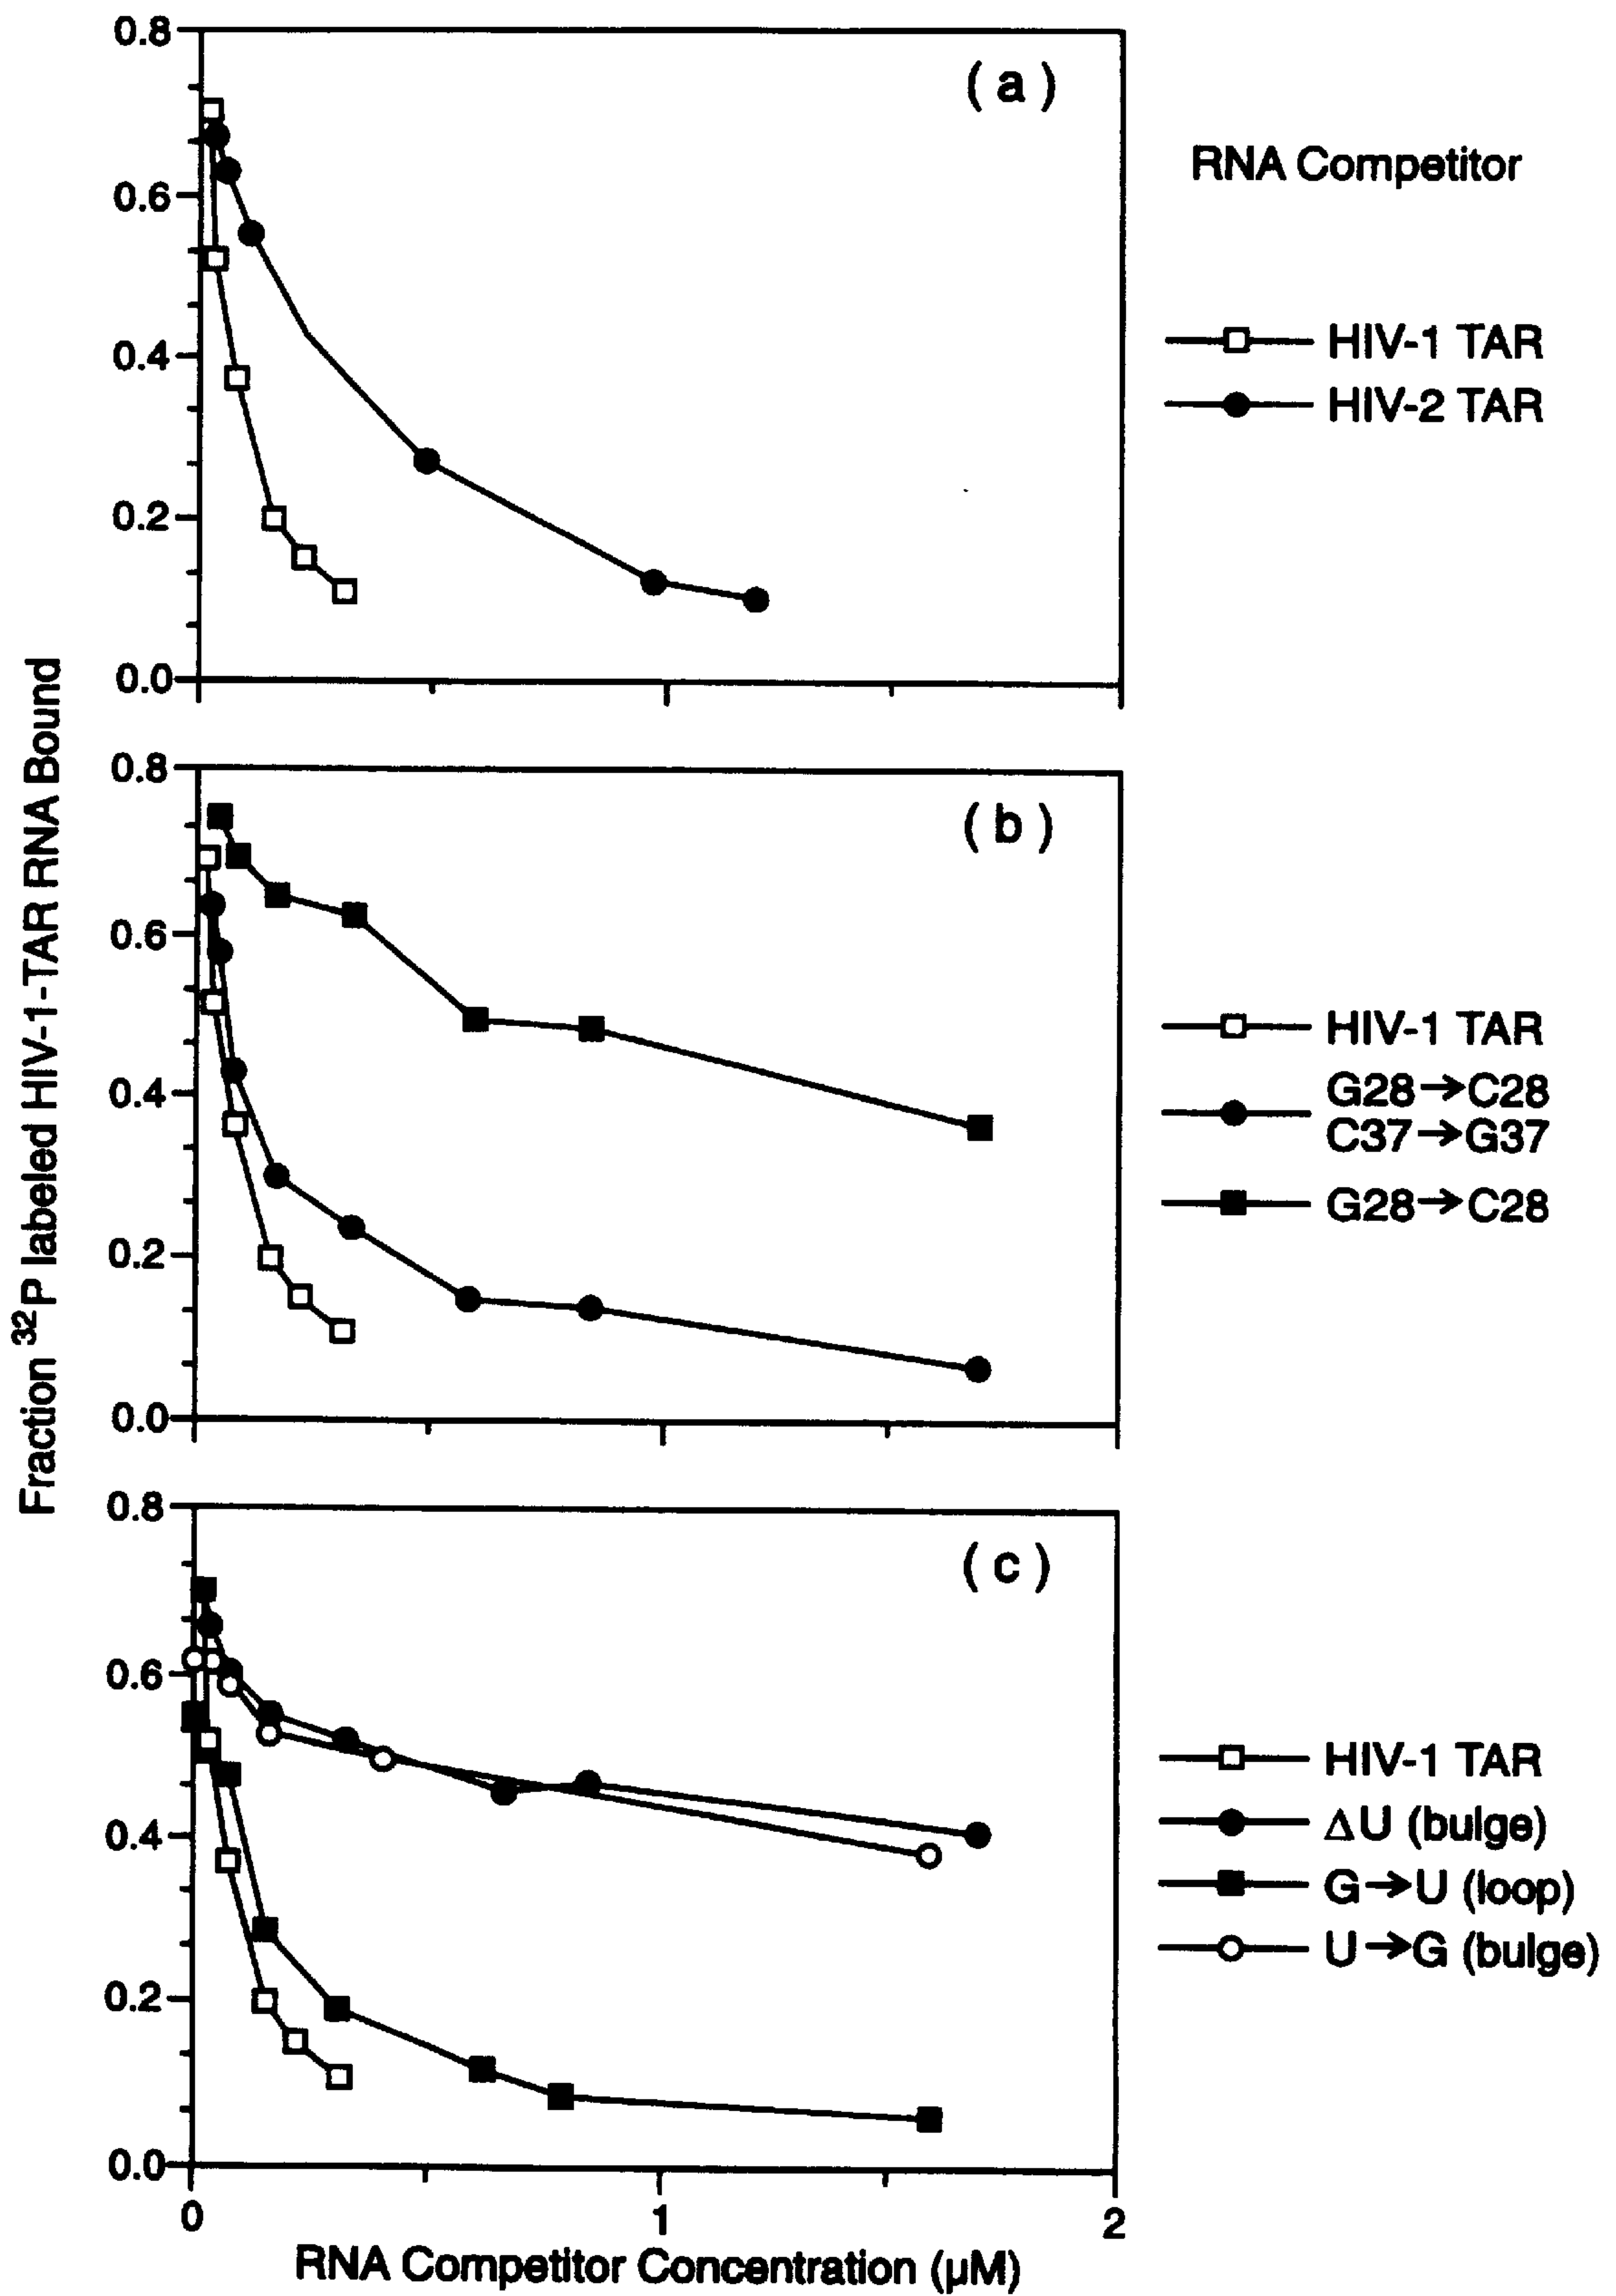 Fraction ³²P labeled HIV-1-TAR RNA Bound
0.8
0.6
0.4
0.2
0.0
( a )
RNA Competitor
HIV-1 TAR
HIV-2 TAR
0.8
0.6
0.4
0.2
0.0
( b )
HIV-1 TAR
G28→C28
C37→G37
G28→C28
0.8
0.6
0.4
0.2
0.0
( c )
HIV-1 TAR
ΔU (bulge)
G→U (loop)
U→G (bulge)
0 1 2
RNA Competitor Concentration (μM)